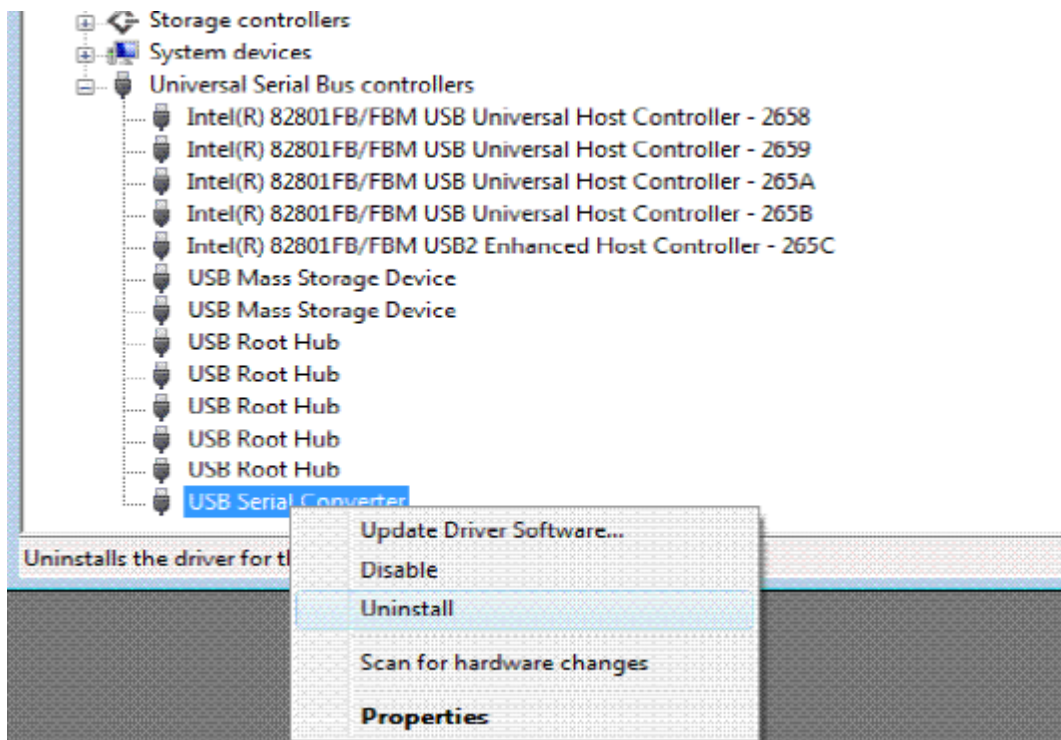 Storage controllers
System devices
Universal Serial Bus controllers
Intel(R) 82801FB/FBM USB Universal Host Controller - 2658
Intel(R) 82801FB/FBM USB Universal Host Controller - 2659
Intel(R) 82801FB/FBM USB Universal Host Controller - 265A
Intel(R) 82801FB/FBM USB Universal Host Controller - 265B
Intel(R) 82801FB/FBM USB2 Enhanced Host Controller - 265C
USB Mass Storage Device
USB Mass Storage Device
USB Root Hub
USB Root Hub
USB Root Hub
USB Root Hub
USB Root Hub
USB Serial Converter
Update Driver Software...
Uninstalls the driver for
Disable
Uninstall
Scan for hardware changes
Properties